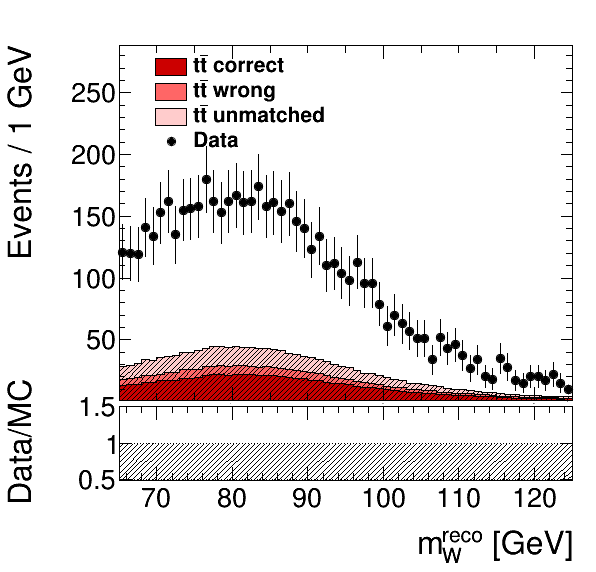 Events / 1 GeV
250
200
150
100
50
tt̄ correct
tt̄ wrong
tt̄ unmatched
Data
Data/MC
1.5
1
0.5
70 80 90 100 110 120
m_W^reco [GeV]